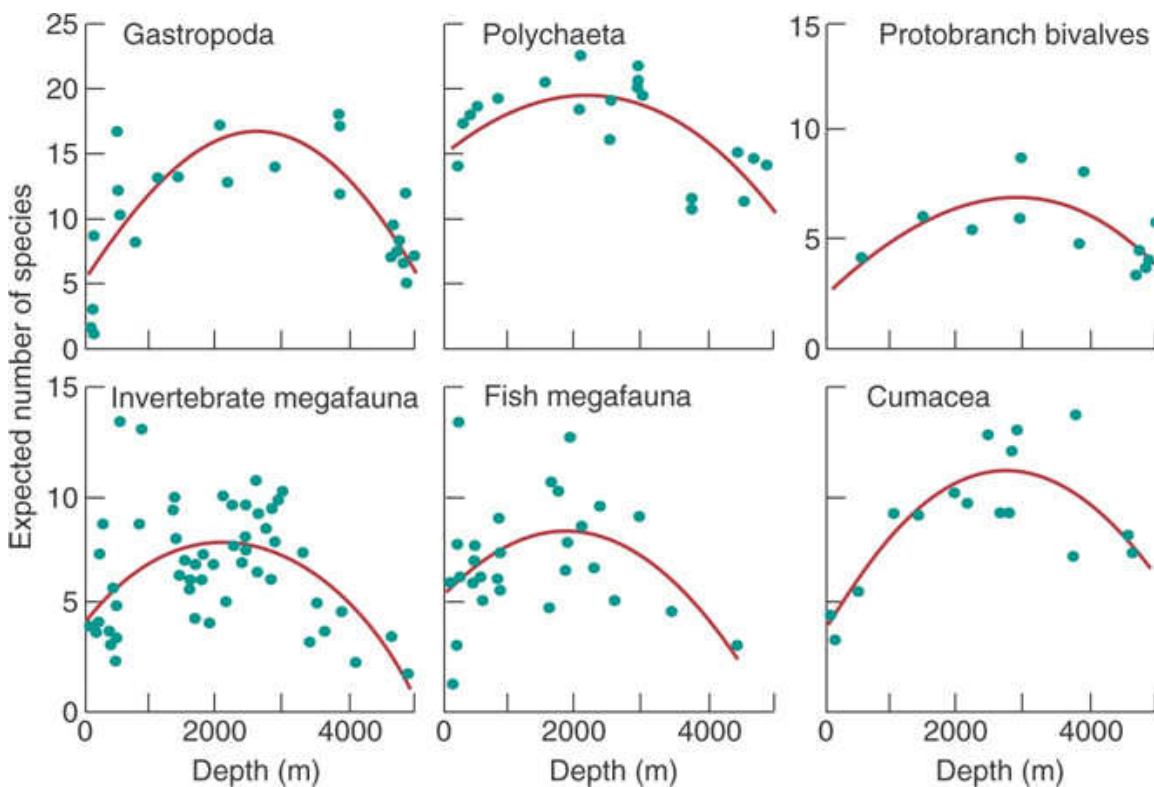 Expected number of species
Gastropoda
25
20
15
10
5
0
Polychaeta
Protobranch bivalves
15
10
5
0
Invertebrate megafauna
15
10
5
0
0 2000 4000
Depth (m)
Fish megafauna
0 2000 4000
Depth (m)
Cumacea
0 2000 4000
Depth (m)